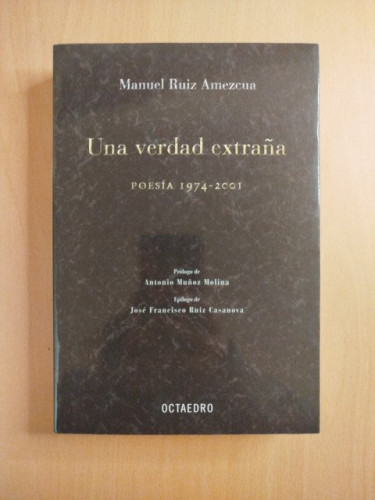 Manuel Ruiz Amezcua
Una verdad extraña
POESÍA 1974-2001
Prólogo de
Antonio Muñoz Molina
Epílogo de
José Francisco Ruiz Casanova
OCTAEDRO